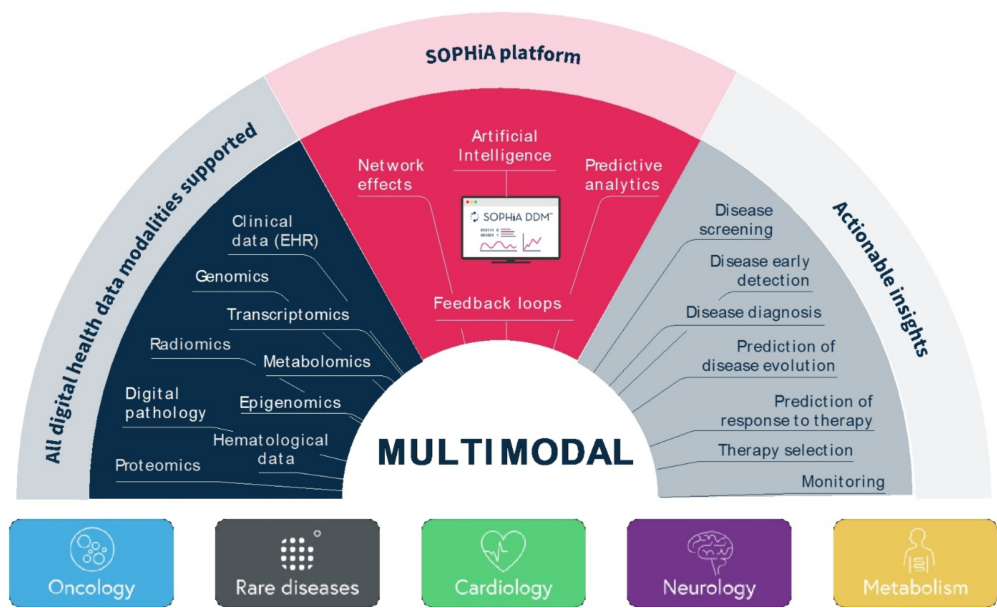 SOPHiA platform
All digital health data modalities supported
Actionable insights
Artificial
Intelligence
Network
effects
Predictive
analytics
SOPHiA DDM™
Feedback loops
Clinical
data (EHR)
Genomics
Transcriptomics
Radiomics
Metabolomics
Digital
pathology
Epigenomics
Hematological
data
Proteomics
Disease
screening
Disease early
detection
Disease diagnosis
Prediction of
disease evolution
Prediction of
response to therapy
Therapy selection
Monitoring
MULTIMODAL
Oncology
Rare diseases
Cardiology
Neurology
Metabolism